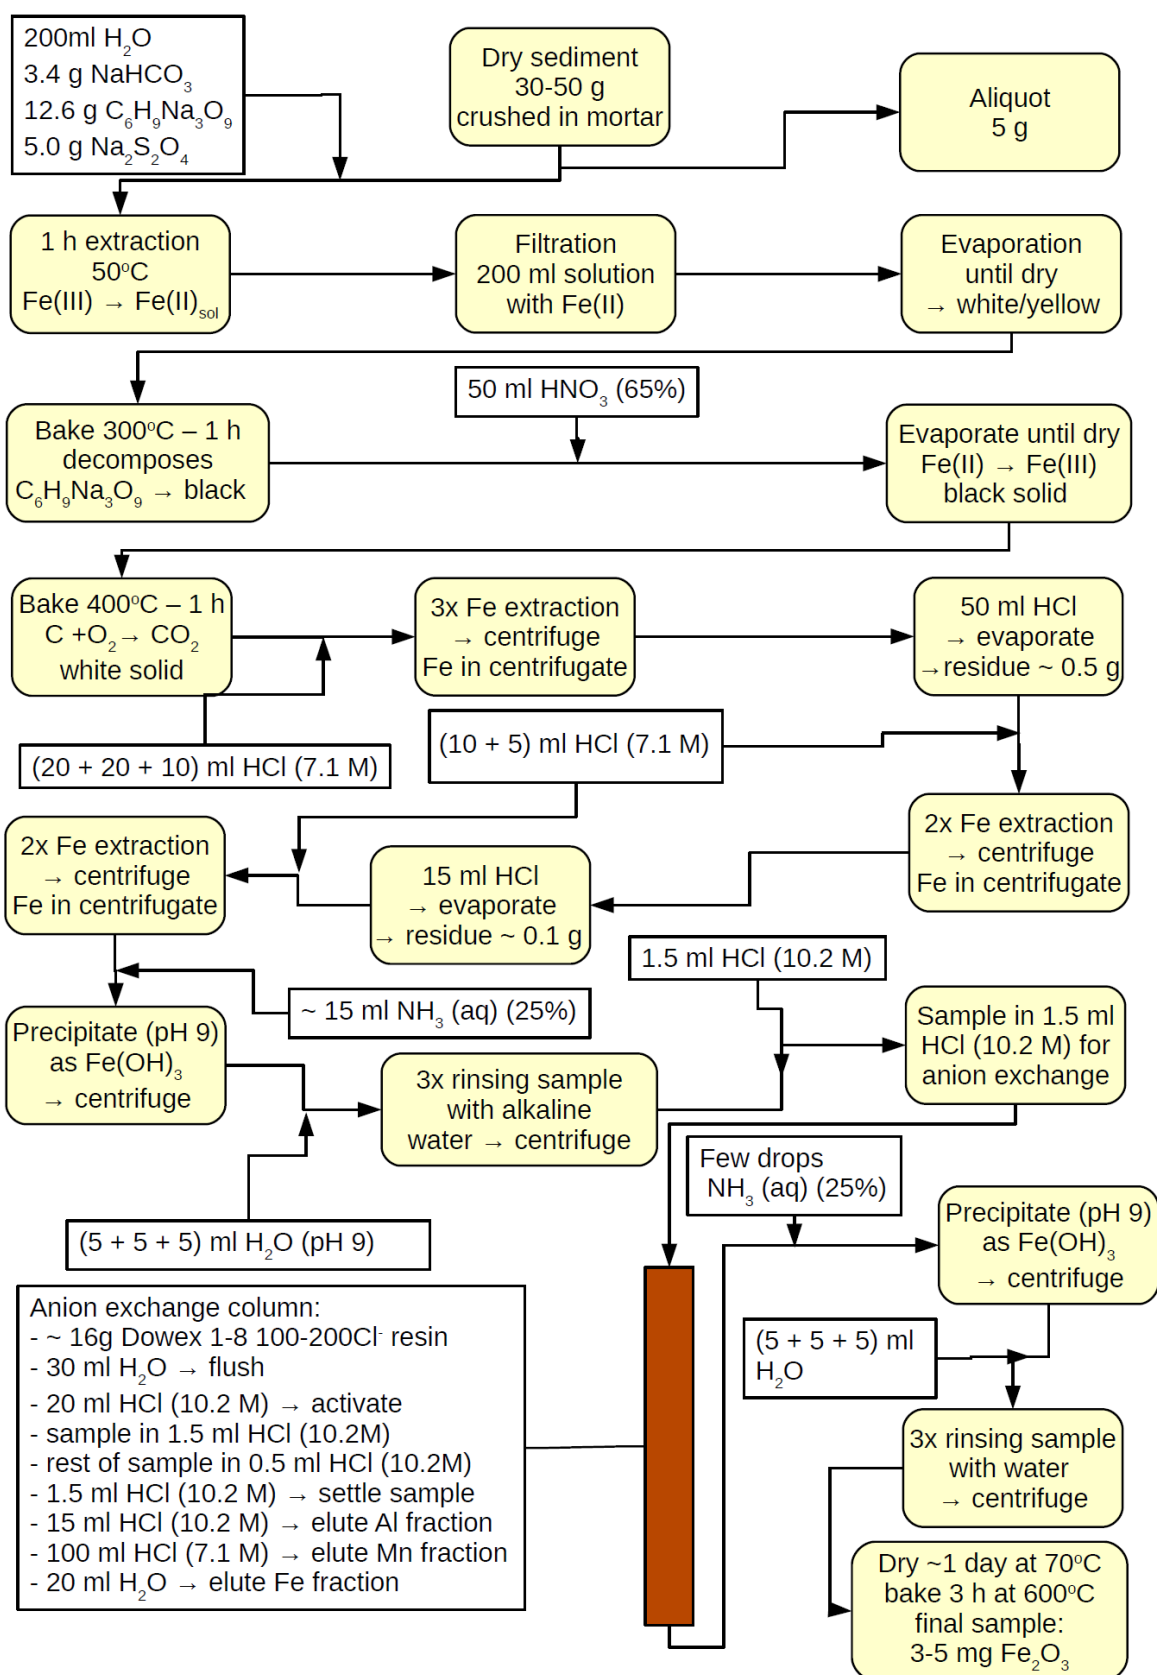 200ml H₂O
3.4 g NaHCO₃
12.6 g C₆H₉Na₃O₉
5.0 g Na₂S₂O₄
Dry sediment
30-50 g
crushed in mortar
Aliquot
5 g
1 h extraction
50°C
Fe(III) → Fe(II)sol
Filtration
200 ml solution
with Fe(II)
Evaporation
until dry
→ white/yellow
50 ml HNO₃ (65%)
Bake 300°C – 1 h
decomposes
C₆H₉Na₃O₉ → black
Evaporate until dry
Fe(II) → Fe(III)
black solid
Bake 400°C – 1 h
C +O₂→ CO₂
white solid
3x Fe extraction
→ centrifuge
Fe in centrifugate
50 ml HCl
→ evaporate
→residue ~ 0.5 g
(20 + 20 + 10) ml HCl (7.1 M)
(10 + 5) ml HCl (7.1 M)
2x Fe extraction
→ centrifuge
Fe in centrifugate
15 ml HCl
→ evaporate
→ residue ~ 0.1 g
2x Fe extraction
→ centrifuge
Fe in centrifugate
1.5 ml HCl (10.2 M)
~ 15 ml NH₃ (aq) (25%)
Precipitate (pH 9)
as Fe(OH)₃
→ centrifuge
3x rinsing sample
with alkaline
water → centrifuge
Sample in 1.5 ml
HCl (10.2 M) for
anion exchange
(5 + 5 + 5) ml H₂O (pH 9)
Few drops
NH₃ (aq) (25%)
Precipitate (pH 9)
as Fe(OH)₃
→ centrifuge
Anion exchange column:
- ~ 16g Dowex 1-8 100-200Cl⁻ resin
- 30 ml H₂O → flush
- 20 ml HCl (10.2 M) → activate
- sample in 1.5 ml HCl (10.2M)
- rest of sample in 0.5 ml HCl (10.2M)
- 1.5 ml HCl (10.2 M) → settle sample
- 15 ml HCl (10.2 M) → elute Al fraction
- 100 ml HCl (7.1 M) → elute Mn fraction
- 20 ml H₂O → elute Fe fraction
(5 + 5 + 5) ml
H₂O
3x rinsing sample
with water
→ centrifuge
Dry ~1 day at 70°C
bake 3 h at 600°C
final sample:
3-5 mg Fe₂O₃